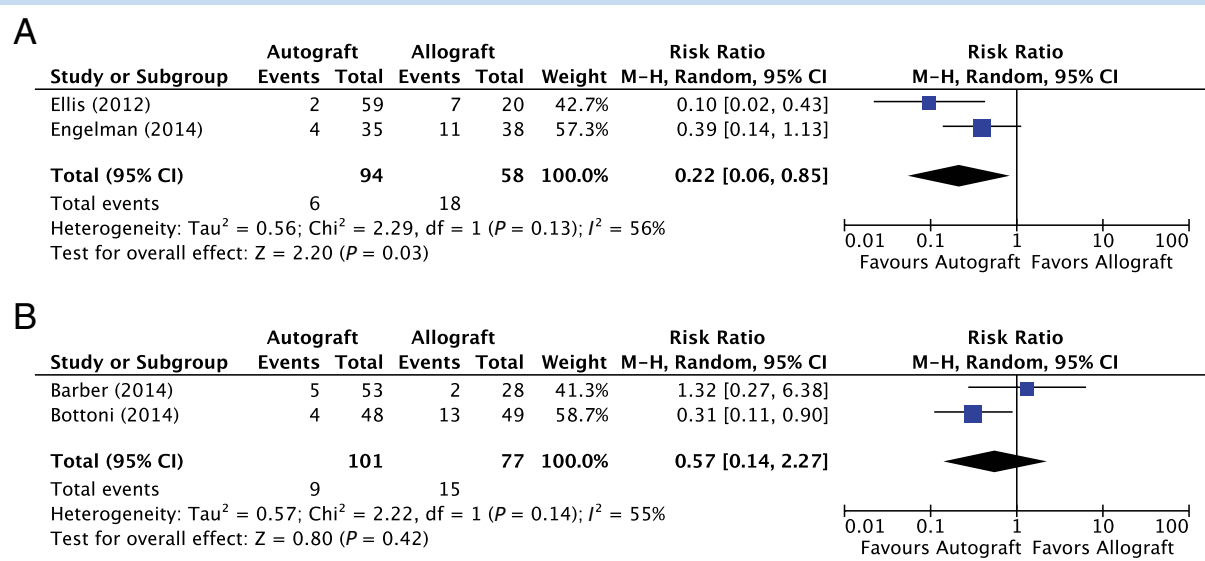 A
Autograft Allograft Risk Ratio Risk Ratio
Study or Subgroup Events Total Events Total Weight M-H, Random, 95% CI M-H, Random, 95% CI
Ellis (2012) 2 59 7 20 42.7% 0.10 [0.02, 0.43]
Engelman (2014) 4 35 11 38 57.3% 0.39 [0.14, 1.13]
Total (95% CI) 94 58 100.0% 0.22 [0.06, 0.85]
Total events 6 18
Heterogeneity: Tau² = 0.56; Chi² = 2.29, df = 1 (P = 0.13); I² = 56%
Test for overall effect: Z = 2.20 (P = 0.03)
0.01 0.1 1 10 100
Favours Autograft Favors Allograft
B
Autograft Allograft Risk Ratio Risk Ratio
Study or Subgroup Events Total Events Total Weight M-H, Random, 95% CI M-H, Random, 95% CI
Barber (2014) 5 53 2 28 41.3% 1.32 [0.27, 6.38]
Bottoni (2014) 4 48 13 49 58.7% 0.31 [0.11, 0.90]
Total (95% CI) 101 77 100.0% 0.57 [0.14, 2.27]
Total events 9 15
Heterogeneity: Tau² = 0.57; Chi² = 2.22, df = 1 (P = 0.14); I² = 55%
Test for overall effect: Z = 0.80 (P = 0.42)
0.01 0.1 1 10 100
Favours Autograft Favors Allograft